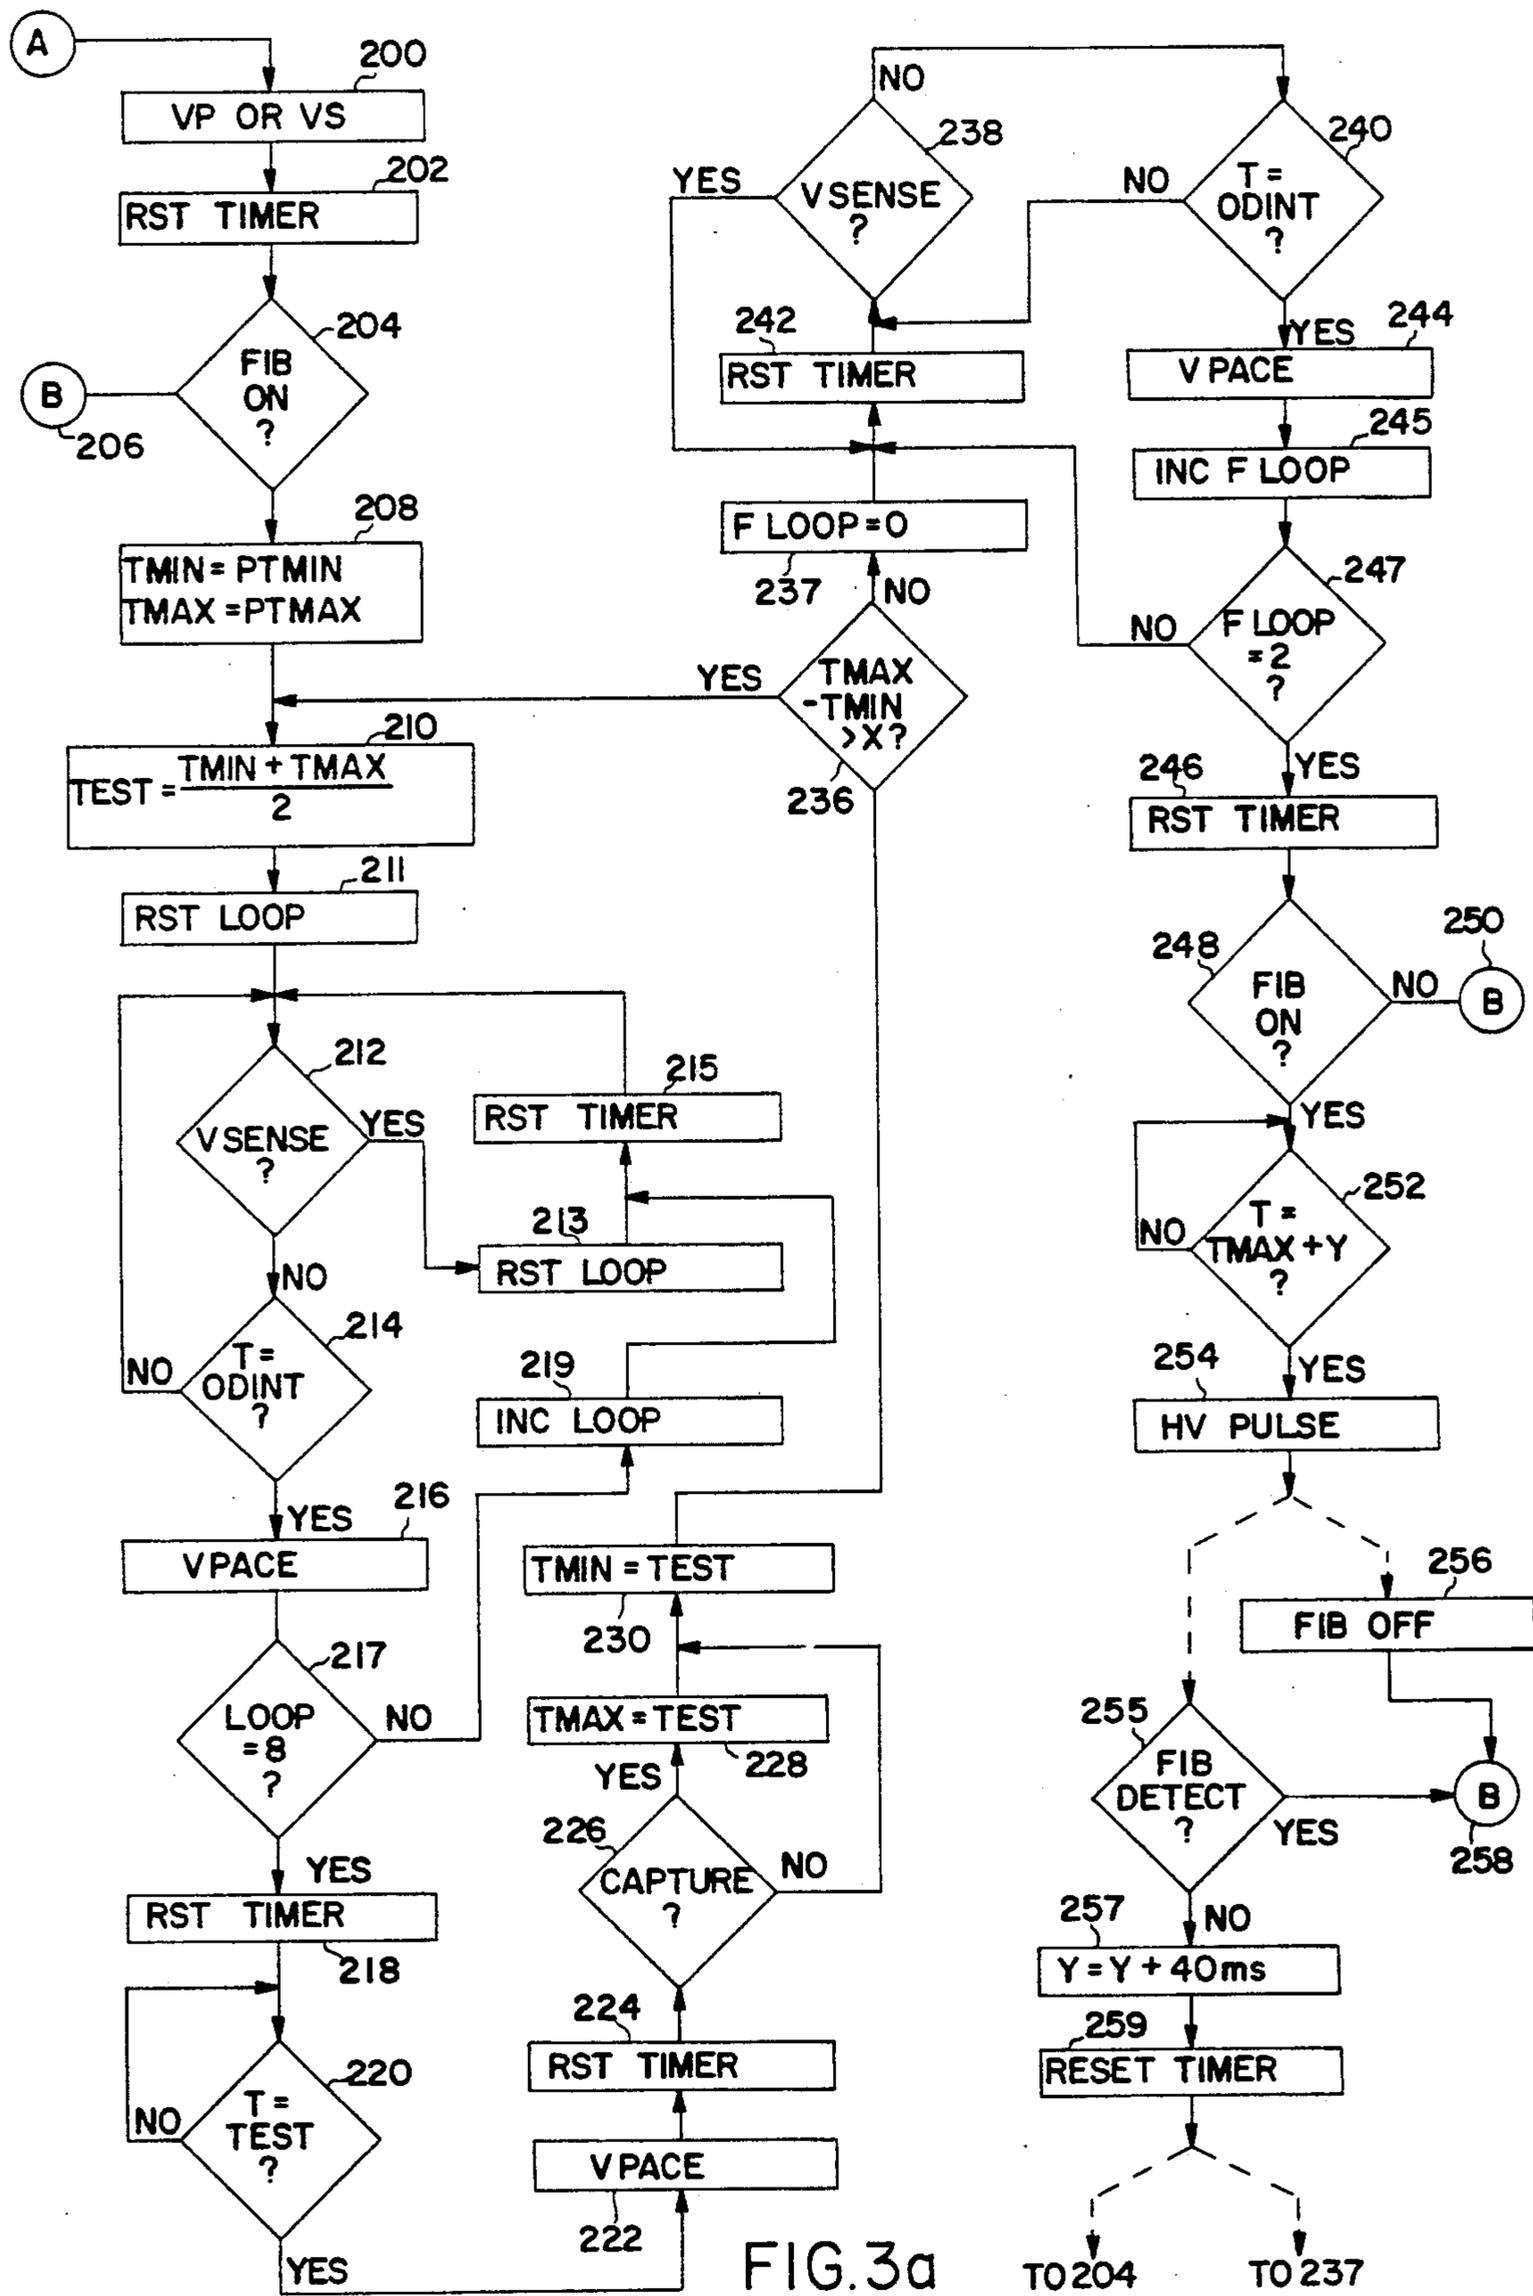 A
200
VP OR VS
202
RST TIMER
204
FIB
ON
?
B
206
208
TMIN = PTMIN
TMAX = PTMAX
210
TEST = TMIN + TMAX
2
211
RST LOOP
212
V SENSE
?
YES
NO
213
RST LOOP
215
RST TIMER
214
T =
ODINT
?
NO
YES
216
V PACE
217
LOOP
= 8
?
NO
YES
219
INC LOOP
RST TIMER
218
220
T =
TEST
?
NO
YES
V PACE
222
224
RST TIMER
226
CAPTURE
?
NO
YES
TMAX = TEST
228
TMIN = TEST
230
TMAX
- TMIN
> X ?
236
YES
NO
F LOOP = 0
237
242
RST TIMER
238
V SENSE
?
YES
NO
240
T =
ODINT
?
NO
YES
244
V PACE
245
INC F LOOP
247
F LOOP
= 2
?
NO
YES
246
RST TIMER
248
FIB
ON
?
NO
250
B
YES
252
T =
TMAX + Y
?
NO
YES
254
HV PULSE
256
FIB OFF
255
FIB
DETECT
?
YES
B
258
NO
257
Y = Y + 40ms
259
RESET TIMER
TO 204
TO 237
FIG. 3a